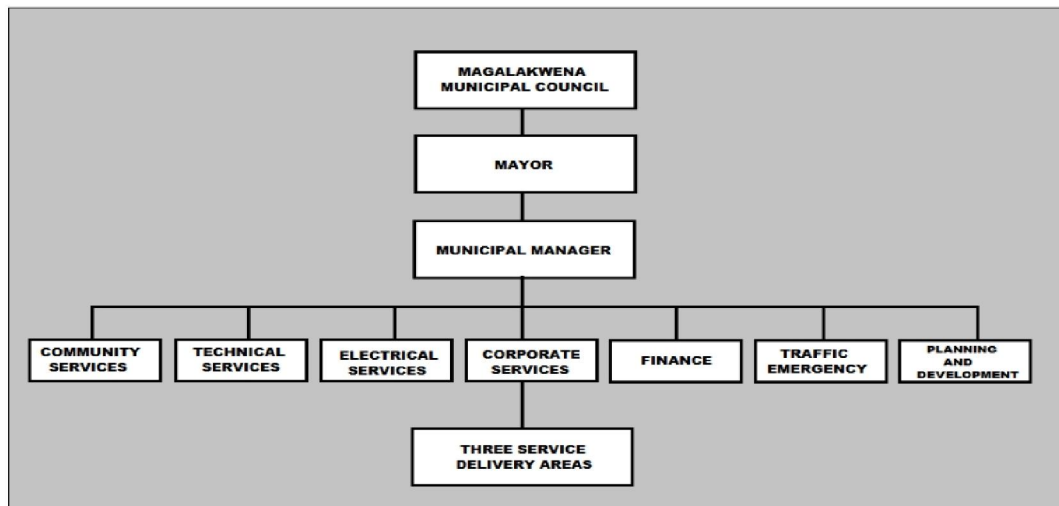 MAGALAKWENA
MUNICIPAL COUNCIL
MAYOR
MUNICIPAL MANAGER
COMMUNITY
SERVICES
TECHNICAL
SERVICES
ELECTRICAL
SERVICES
CORPORATE
SERVICES
FINANCE
TRAFFIC
EMERGENCY
PLANNING
AND
DEVELOPMENT
THREE SERVICE
DELIVERY AREAS